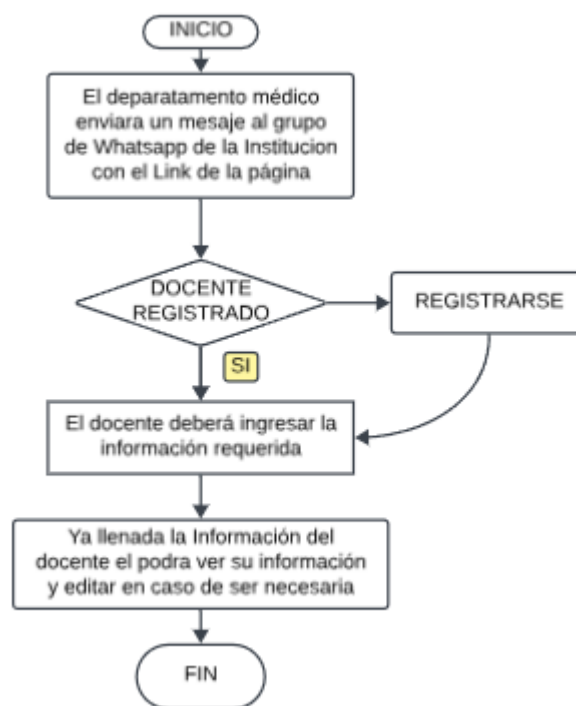 INICIO
El deparatamento médico
enviara un mesaje al grupo
de Whatsapp de la Institucion
con el Link de la página
DOCENTE
REGISTRADO
REGISTRARSE
SI
El docente deberá ingresar la
información requerida
Ya llenada la Información del
docente el podra ver su información
y editar en caso de ser necesaria
FIN